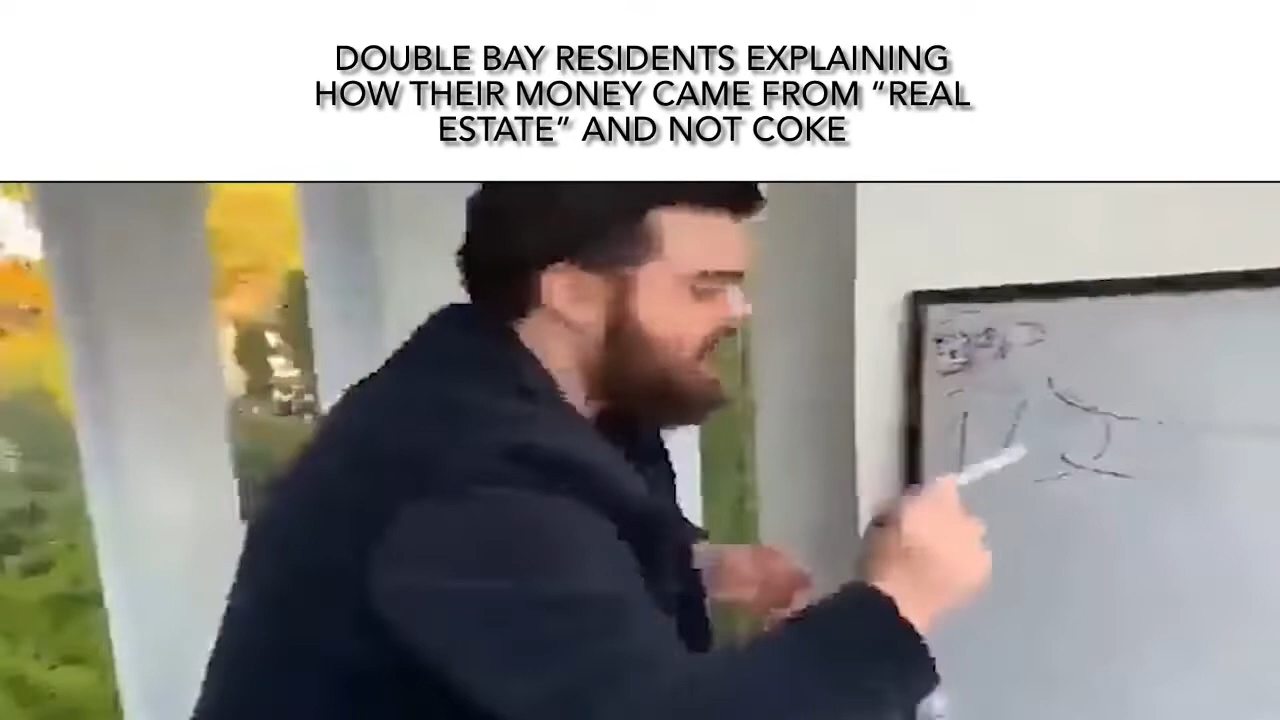 DOUBLE BAY RESIDENTS EXPLAINING
HOW THEIR MONEY CAME FROM “REAL
ESTATE” AND NOT COKE